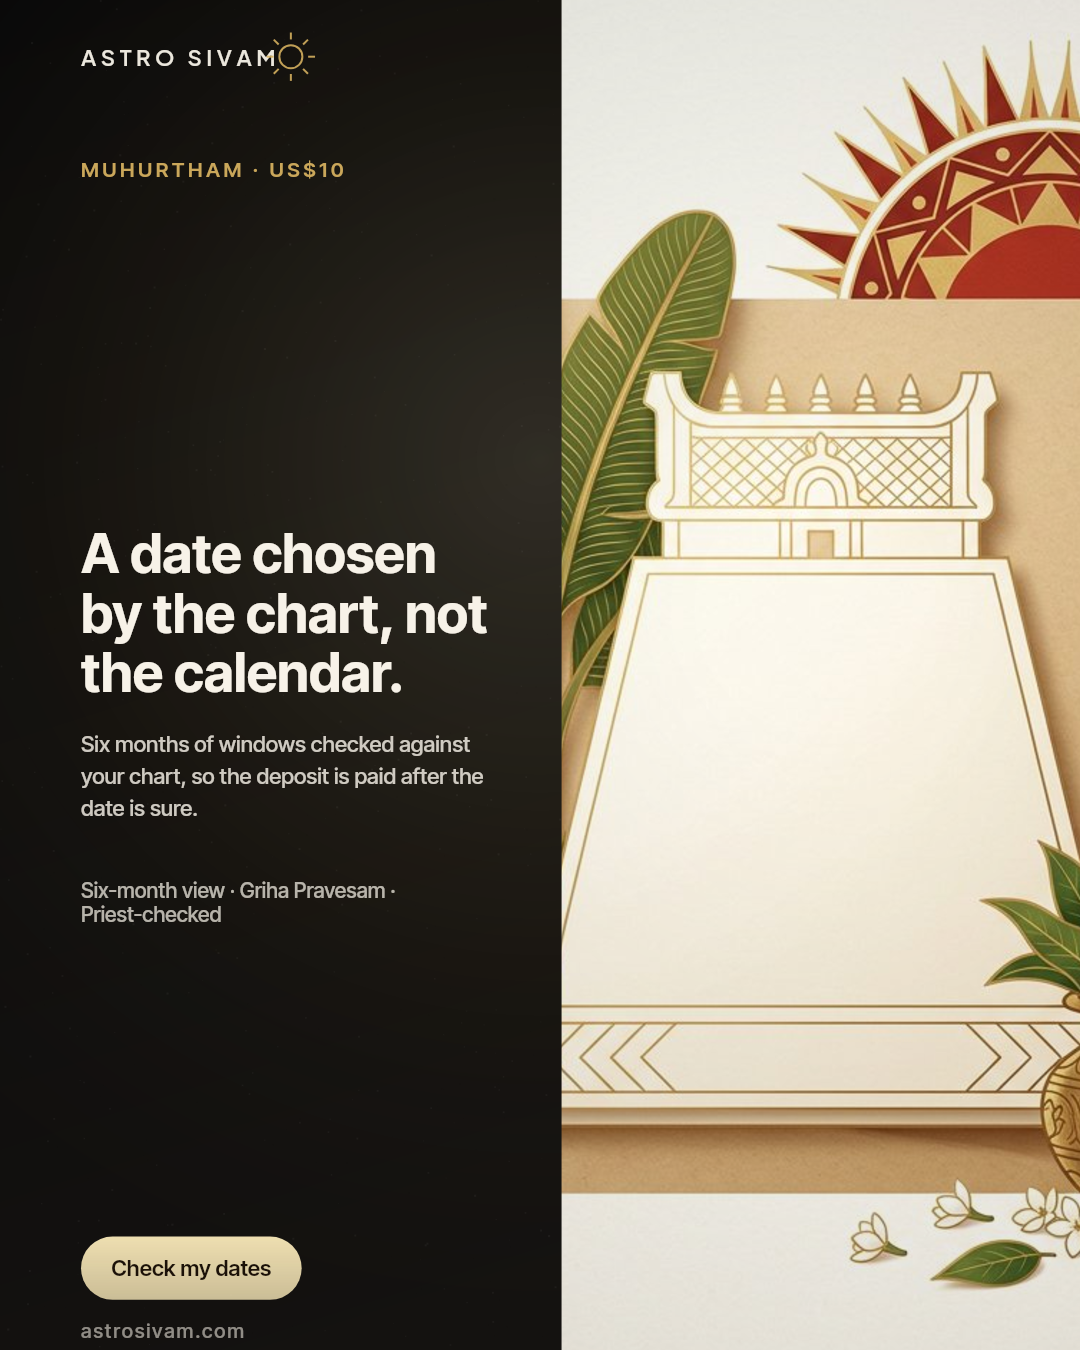 ASTRO SIVAM
MUHURTHAM · US$10
A date chosen
by the chart, not
the calendar.
Six months of windows checked against
your chart, so the deposit is paid after the
date is sure.
Six-month view · Griha Pravesam ·
Priest-checked
Check my dates
astrosivam.com